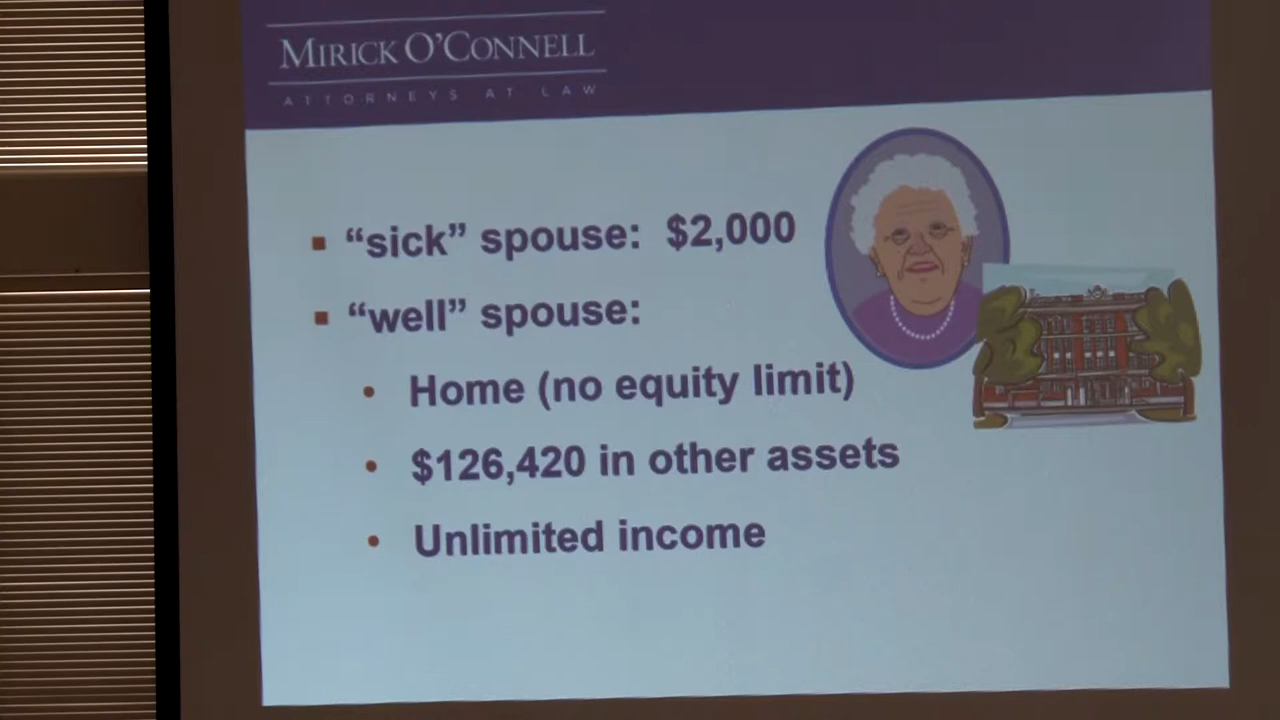 MIRICK O'CONNELL
ATTORNEYS AT LAW
▪ “sick” spouse: $2,000
▪ “well” spouse:
• Home (no equity limit)
• $126,420 in other assets
• Unlimited income